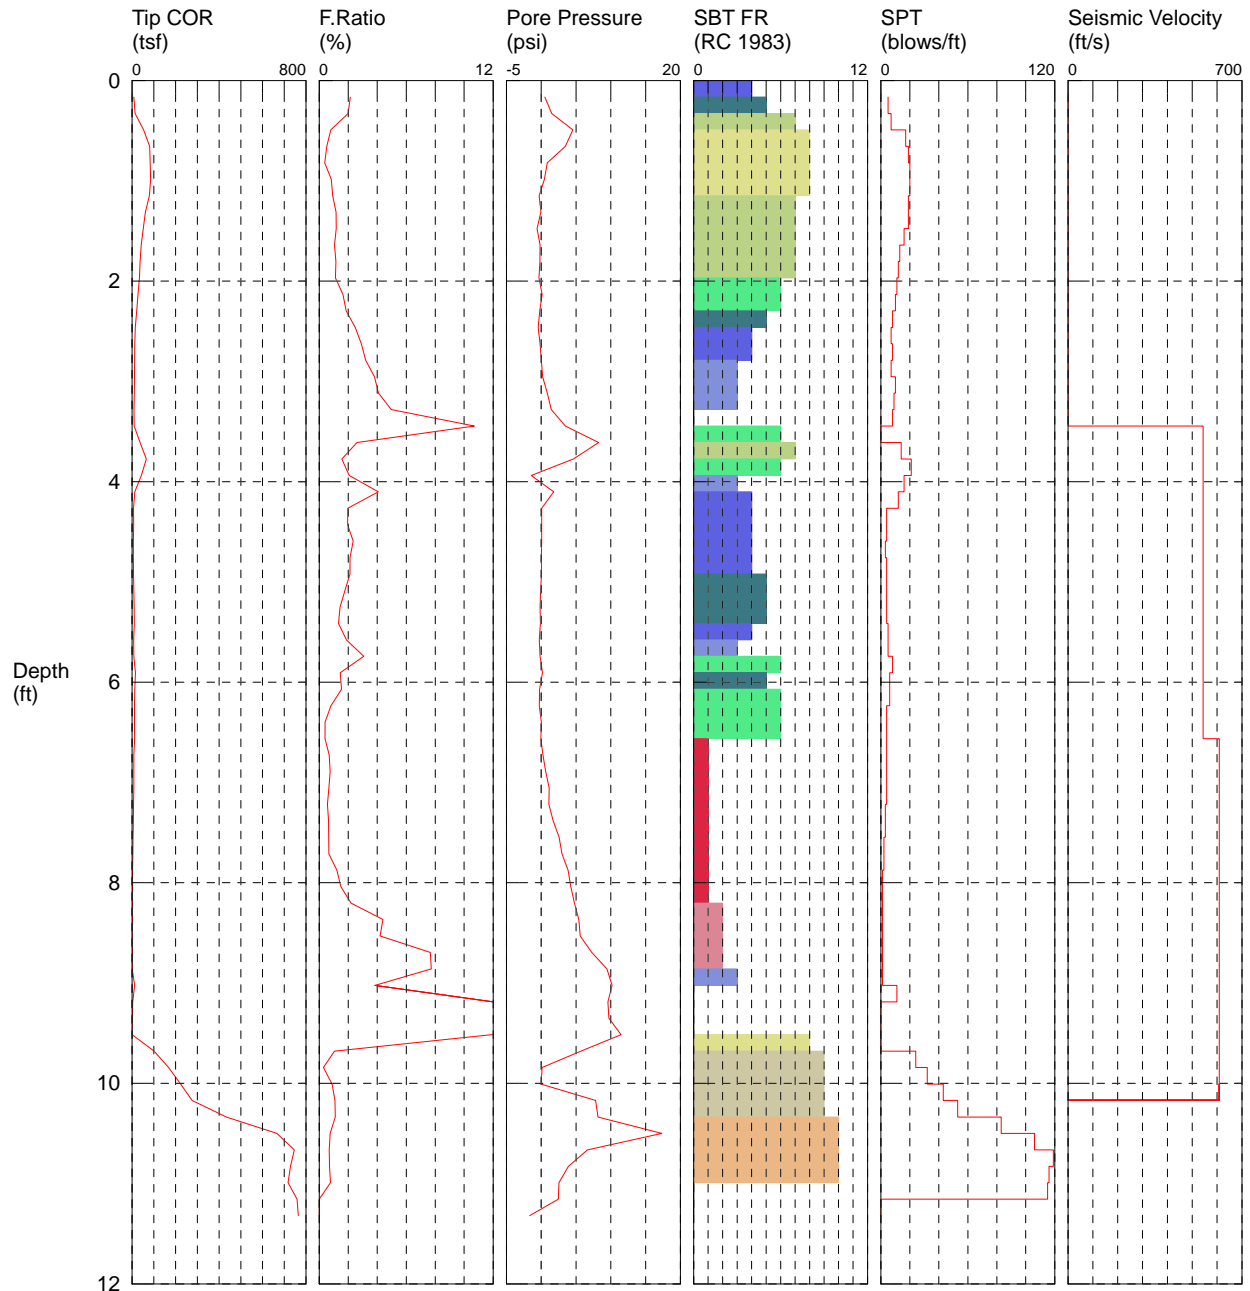 Tip COR
(tsf)
F.Ratio
(%)
Pore Pressure
(psi)
SBT FR
(RC 1983)
SPT
(blows/ft)
Seismic Velocity
(ft/s)
0 800
0 12
-5 20
0 12
0 120
0 700
0
2
4
6
8
10
12
Depth
(ft)